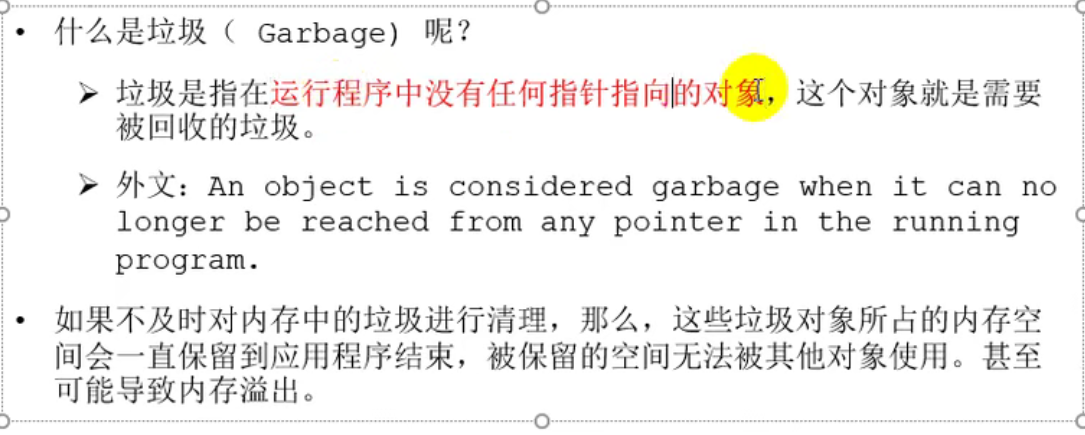 • 什么是垃圾（ Garbage) 呢？
➢ 垃圾是指在运行程序中没有任何指针指向的对象，这个对象就是需要
被回收的垃圾。
➢ 外文：An object is considered garbage when it can no
longer be reached from any pointer in the running
program.
• 如果不及时对内存中的垃圾进行清理，那么，这些垃圾对象所占的内存空
间会一直保留到应用程序结束，被保留的空间无法被其他对象使用。甚至
可能导致内存溢出。